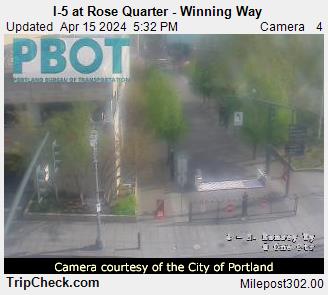 I-5 at Rose Quarter - Winning Way
Updated Apr 15 2024 5:32 PM Camera 4
PBOT
PORTLAND BUREAU OF TRANSPORTATION
Camera courtesy of the City of Portland
TripCheck.com Milepost302.00